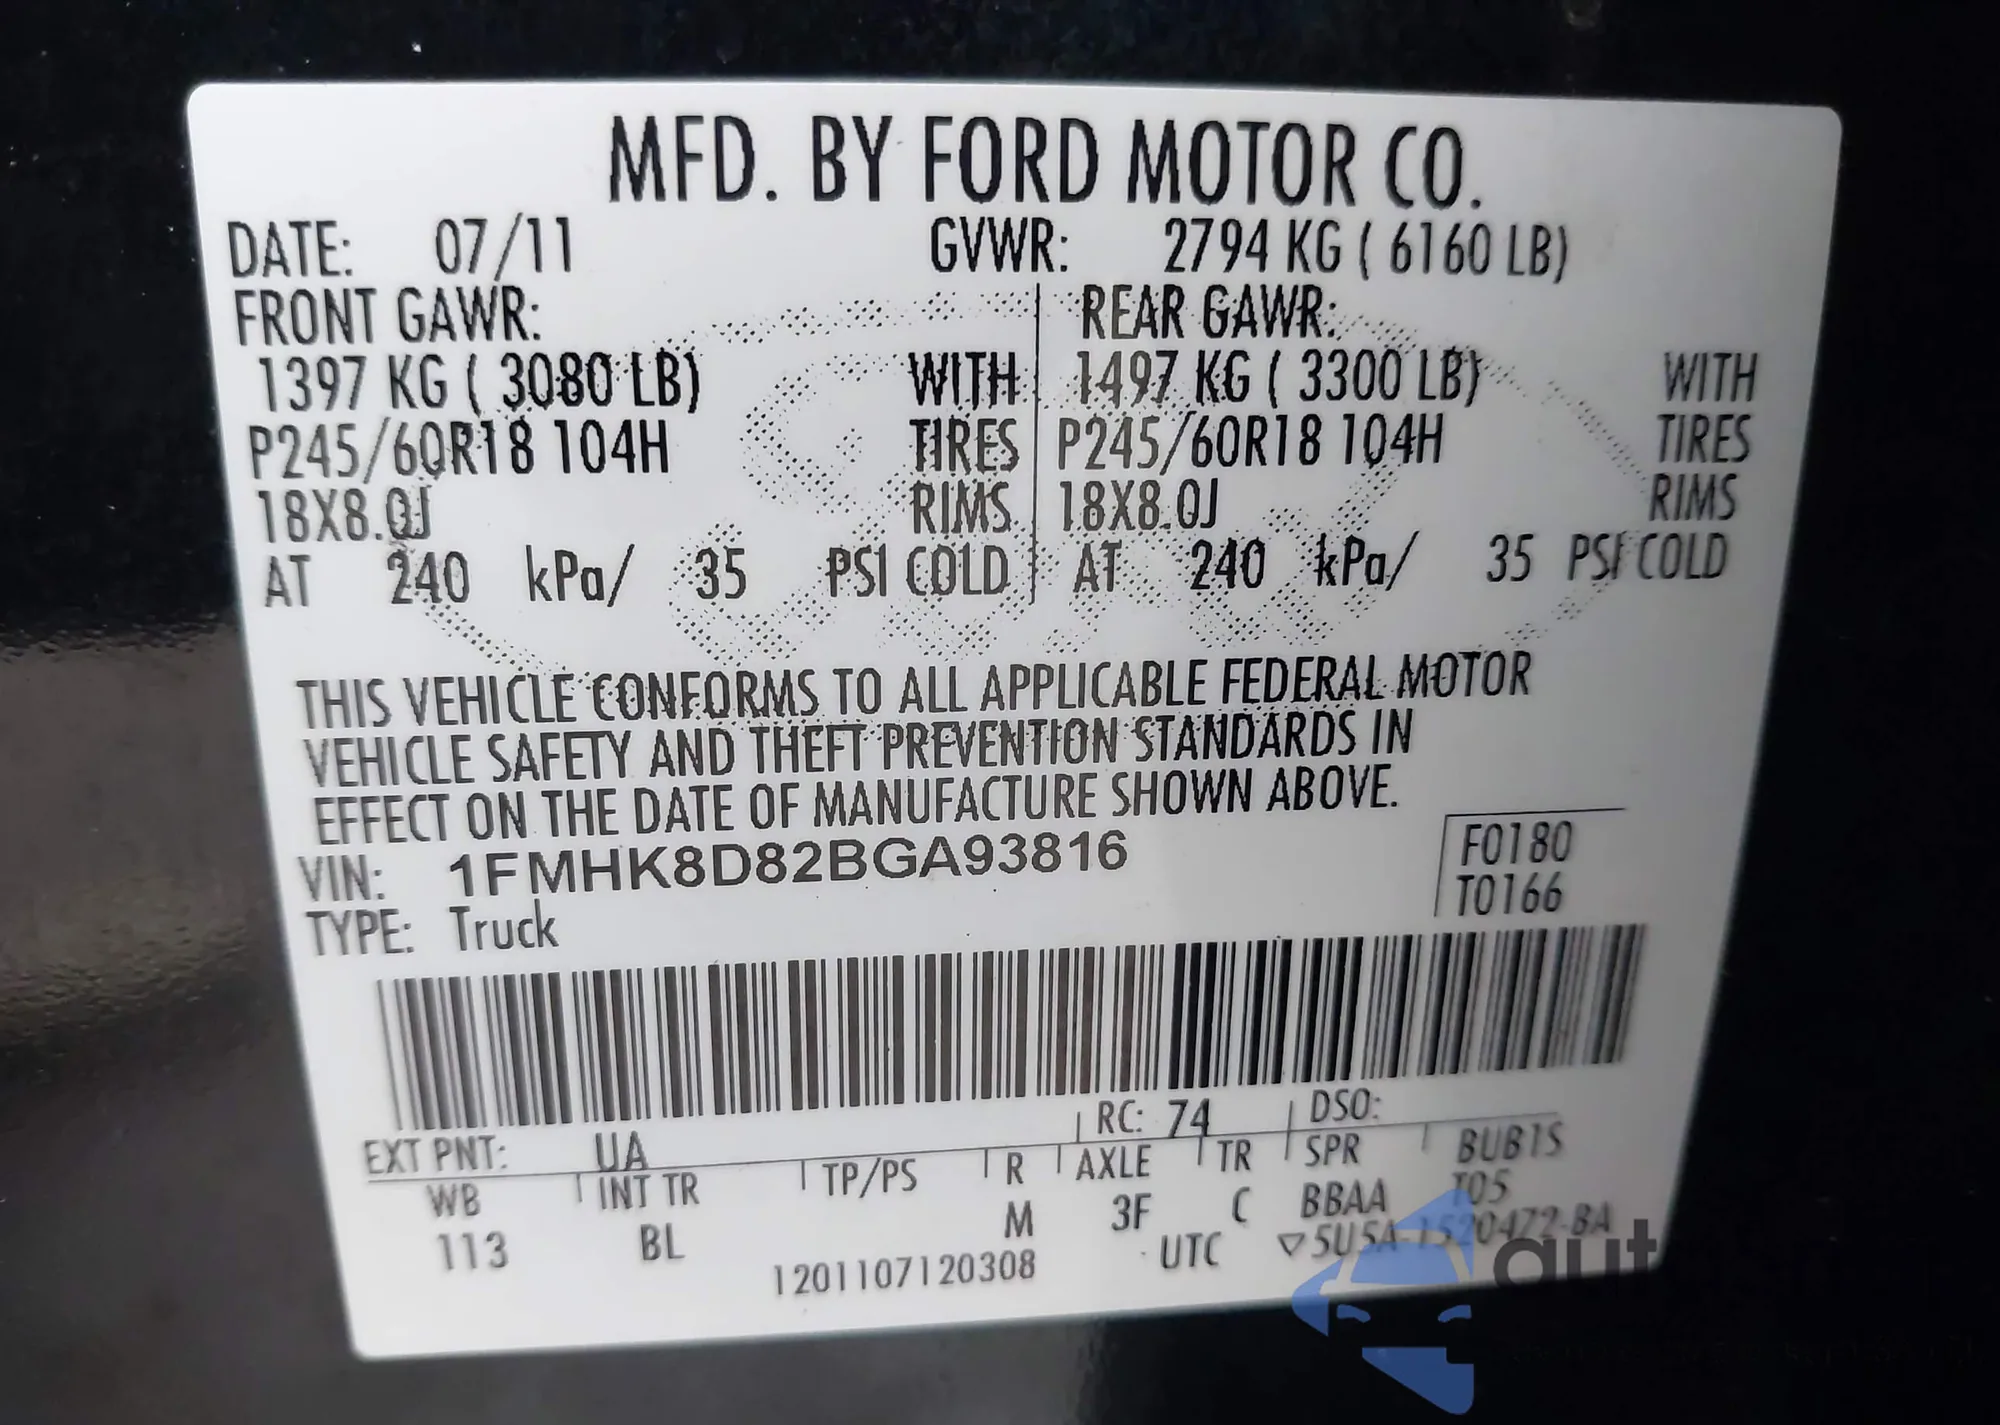 MFD. BY FORD MOTOR CO.
DATE: 07/11 GVWR: 2794 KG ( 6160 LB)
FRONT GAWR: REAR GAWR:
1397 KG ( 3080 LB) WITH 1497 KG ( 3300 LB) WITH
P245/60R18 104H TIRES P245/60R18 104H TIRES
18X8.0J RIMS 18X8.0J RIMS
AT 240 kPa/ 35 PSI COLD AT 240 kPa/ 35 PSI COLD
THIS VEHICLE CONFORMS TO ALL APPLICABLE FEDERAL MOTOR
VEHICLE SAFETY AND THEFT PREVENTION STANDARDS IN
EFFECT ON THE DATE OF MANUFACTURE SHOWN ABOVE.
VIN: 1FMHK8D82BGA93816
TYPE: Truck
F0180
T0166
EXT PNT: UA RC: 74 DSO:
WB INT TR TP/PS R AXLE TR SPR BUB1S
113 BL M 3F C BBAA T05
1201107120308 UTC ▽5U5A-1520472-BA